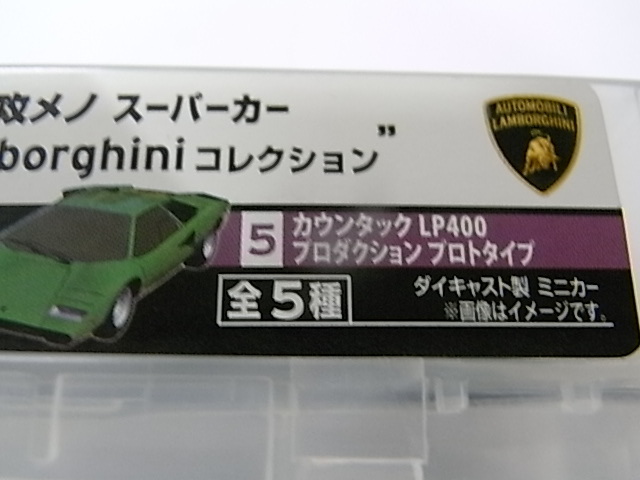 攻メノ スーパーカー
borghini コレクション”
AUTOMOBILI
LAMBORGHINI
5 カウンタック LP400
プロダクション プロトタイプ
全5種
ダイキャスト製 ミニカー
※画像はイメージです。